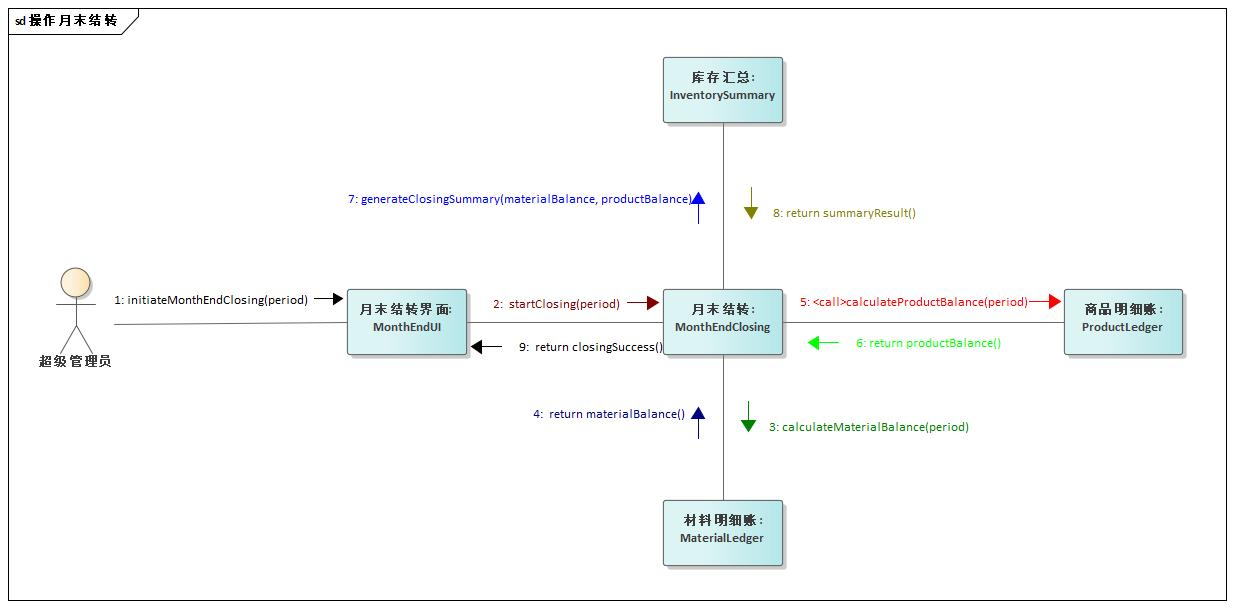 sd 操作月末结转
库存汇总:
InventorySummary
7: generateClosingSummary(materialBalance, productBalance)
8: return summaryResult()
1: initiateMonthEndClosing(period)
超级管理员
月末结转界面:
MonthEndUI
2: startClosing(period)
9: return closingSuccess()
月末结转:
MonthEndClosing
5: <call>calculateProductBalance(period)
6: return productBalance()
商品明细账:
ProductLedger
4: return materialBalance()
3: calculateMaterialBalance(period)
材料明细账:
MaterialLedger